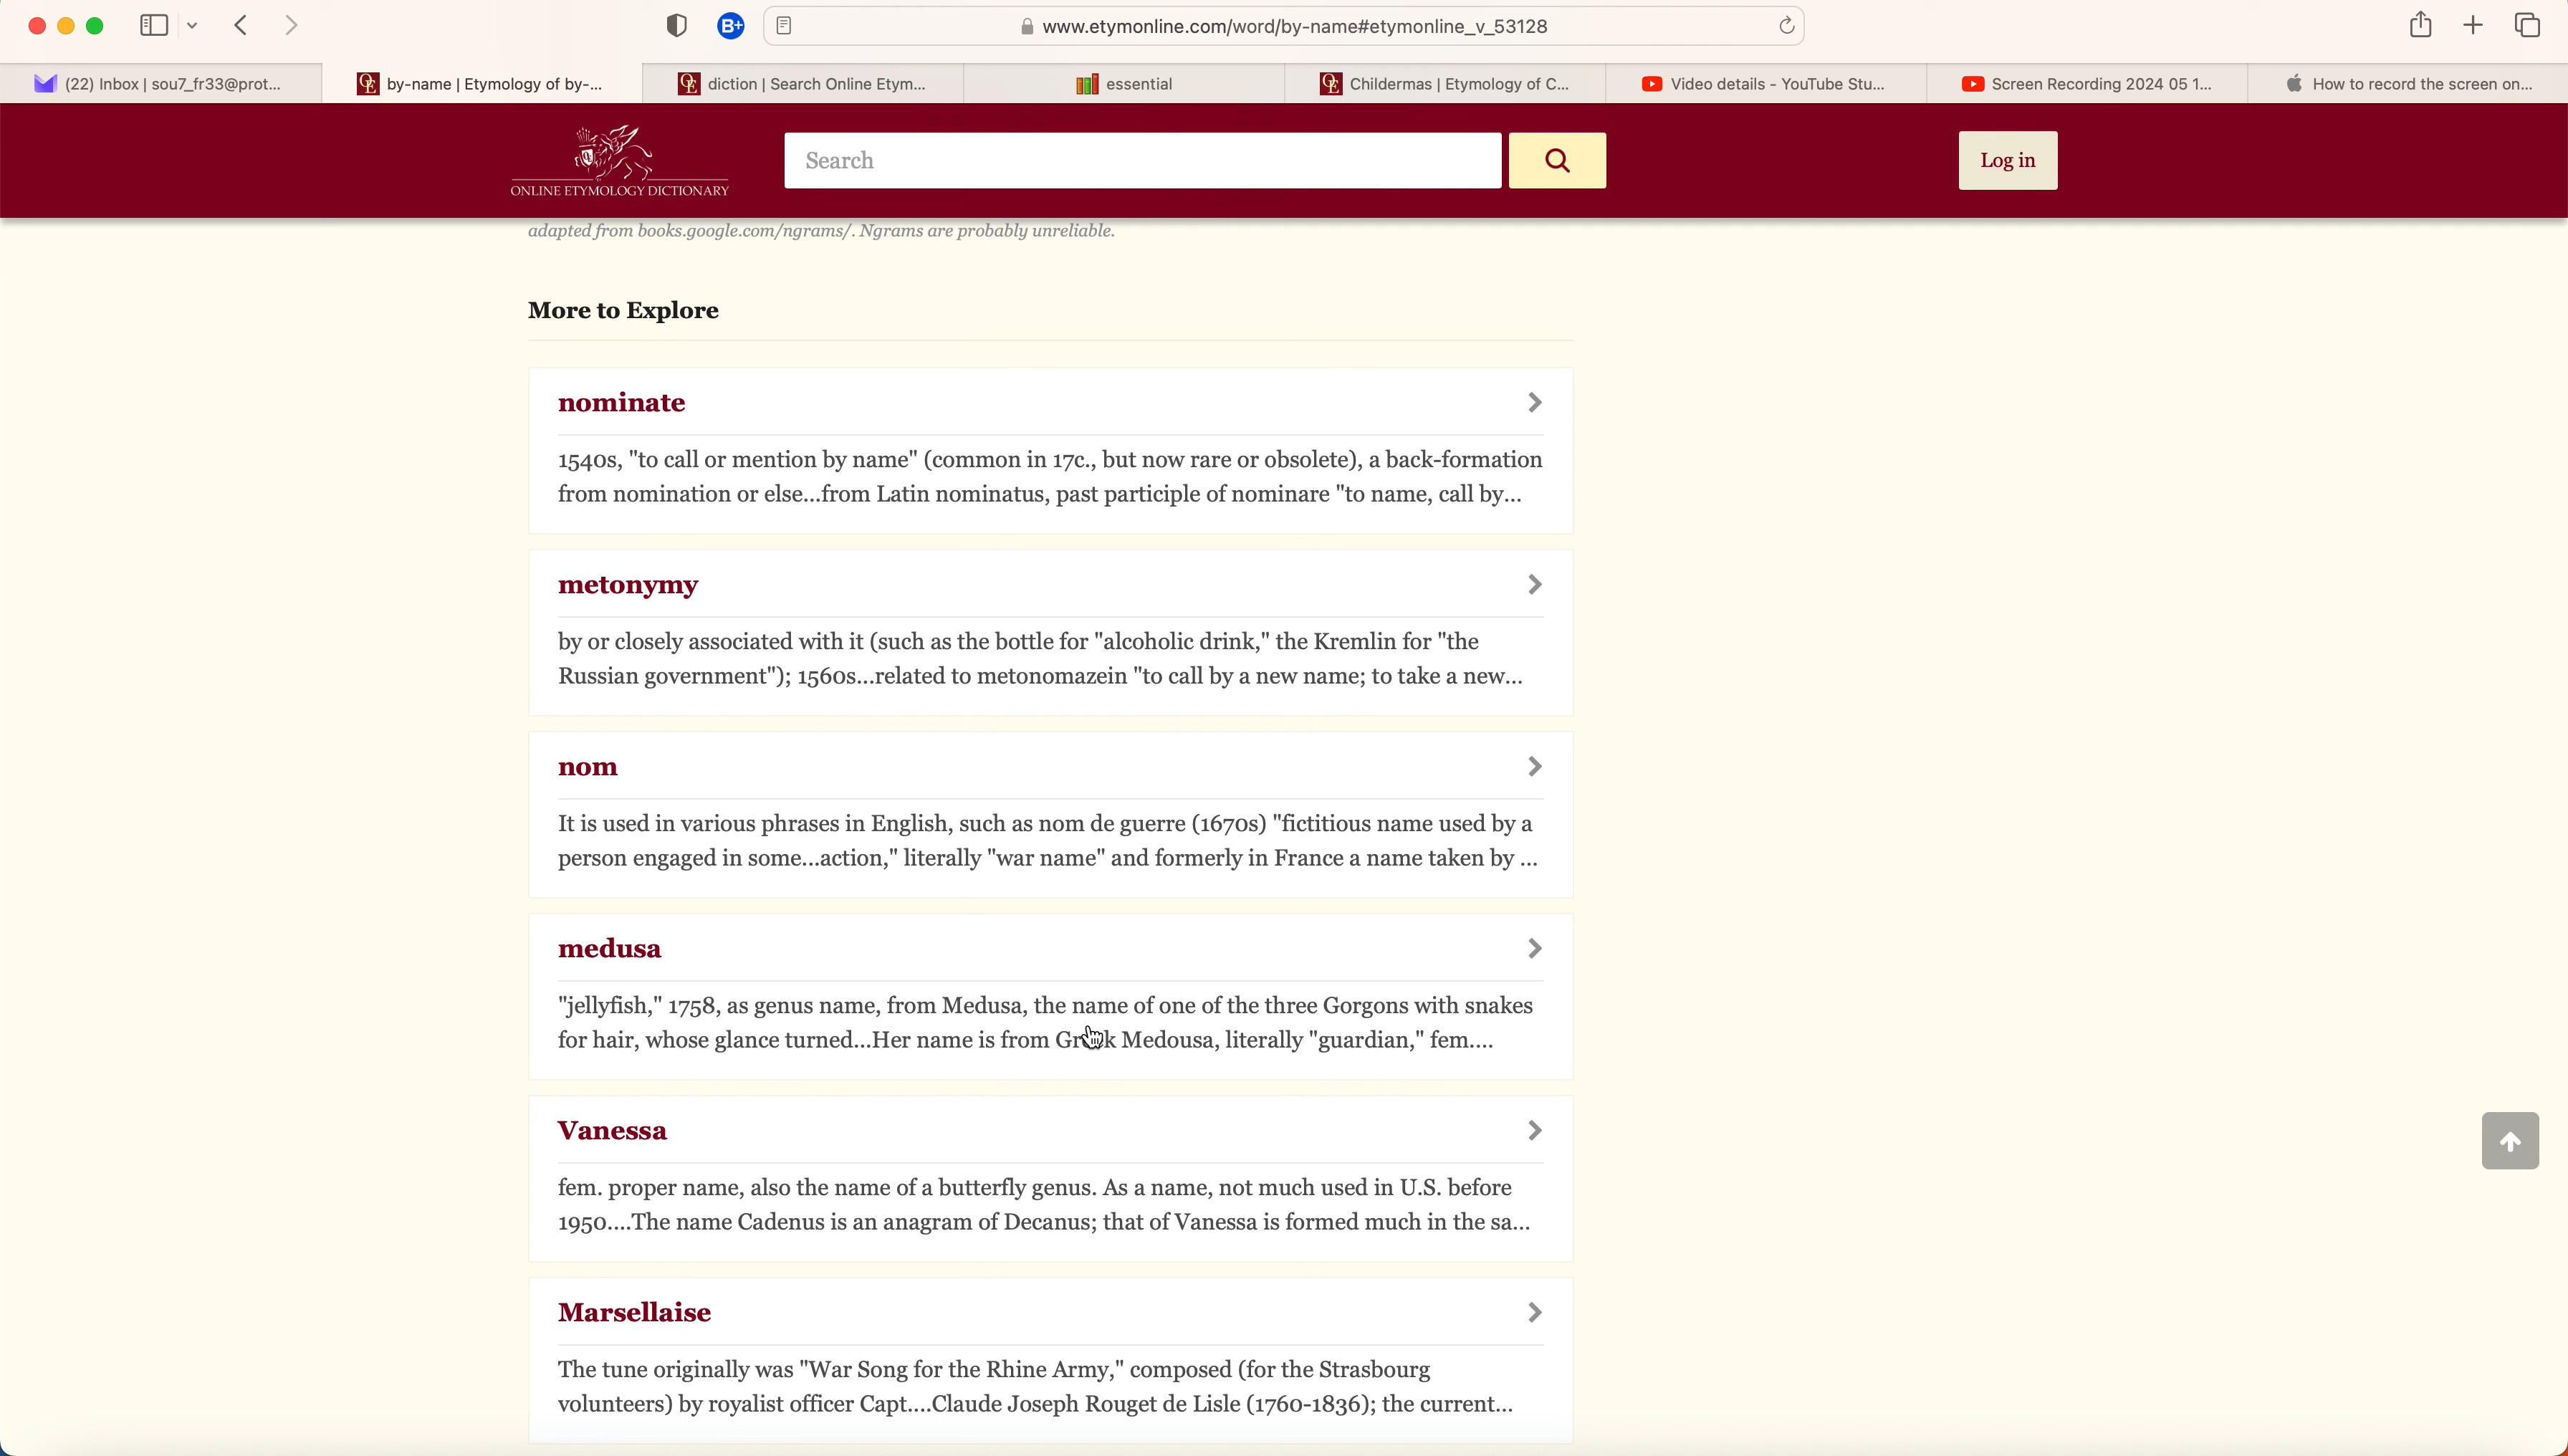 www.etymonline.com/word/by-name#etymonline_v_53128
(22) Inbox | sou7_fr33@prot...
by-name | Etymology of by-...
diction | Search Online Etym...
essential
Childermas | Etymology of C...
Video details - YouTube Stu...
Screen Recording 2024 05 1...
How to record the screen on...
ONLINE ETYMOLOGY DICTIONARY
Search
Log in
adapted from books.google.com/ngrams/. Ngrams are probably unreliable.
More to Explore
nominate
1540s, "to call or mention by name" (common in 17c., but now rare or obsolete), a back-formation
from nomination or else...from Latin nominatus, past participle of nominare "to name, call by...
metonymy
by or closely associated with it (such as the bottle for "alcoholic drink," the Kremlin for "the
Russian government"); 1560s...related to metonomazein "to call by a new name; to take a new...
nom
It is used in various phrases in English, such as nom de guerre (1670s) "fictitious name used by a
person engaged in some...action," literally "war name" and formerly in France a name taken by ...
medusa
"jellyfish," 1758, as genus name, from Medusa, the name of one of the three Gorgons with snakes
for hair, whose glance turned...Her name is from Greek Medousa, literally "guardian," fem....
Vanessa
fem. proper name, also the name of a butterfly genus. As a name, not much used in U.S. before
1950....The name Cadenus is an anagram of Decanus; that of Vanessa is formed much in the sa...
Marsellaise
The tune originally was "War Song for the Rhine Army," composed (for the Strasbourg
volunteers) by royalist officer Capt....Claude Joseph Rouget de Lisle (1760-1836); the current...